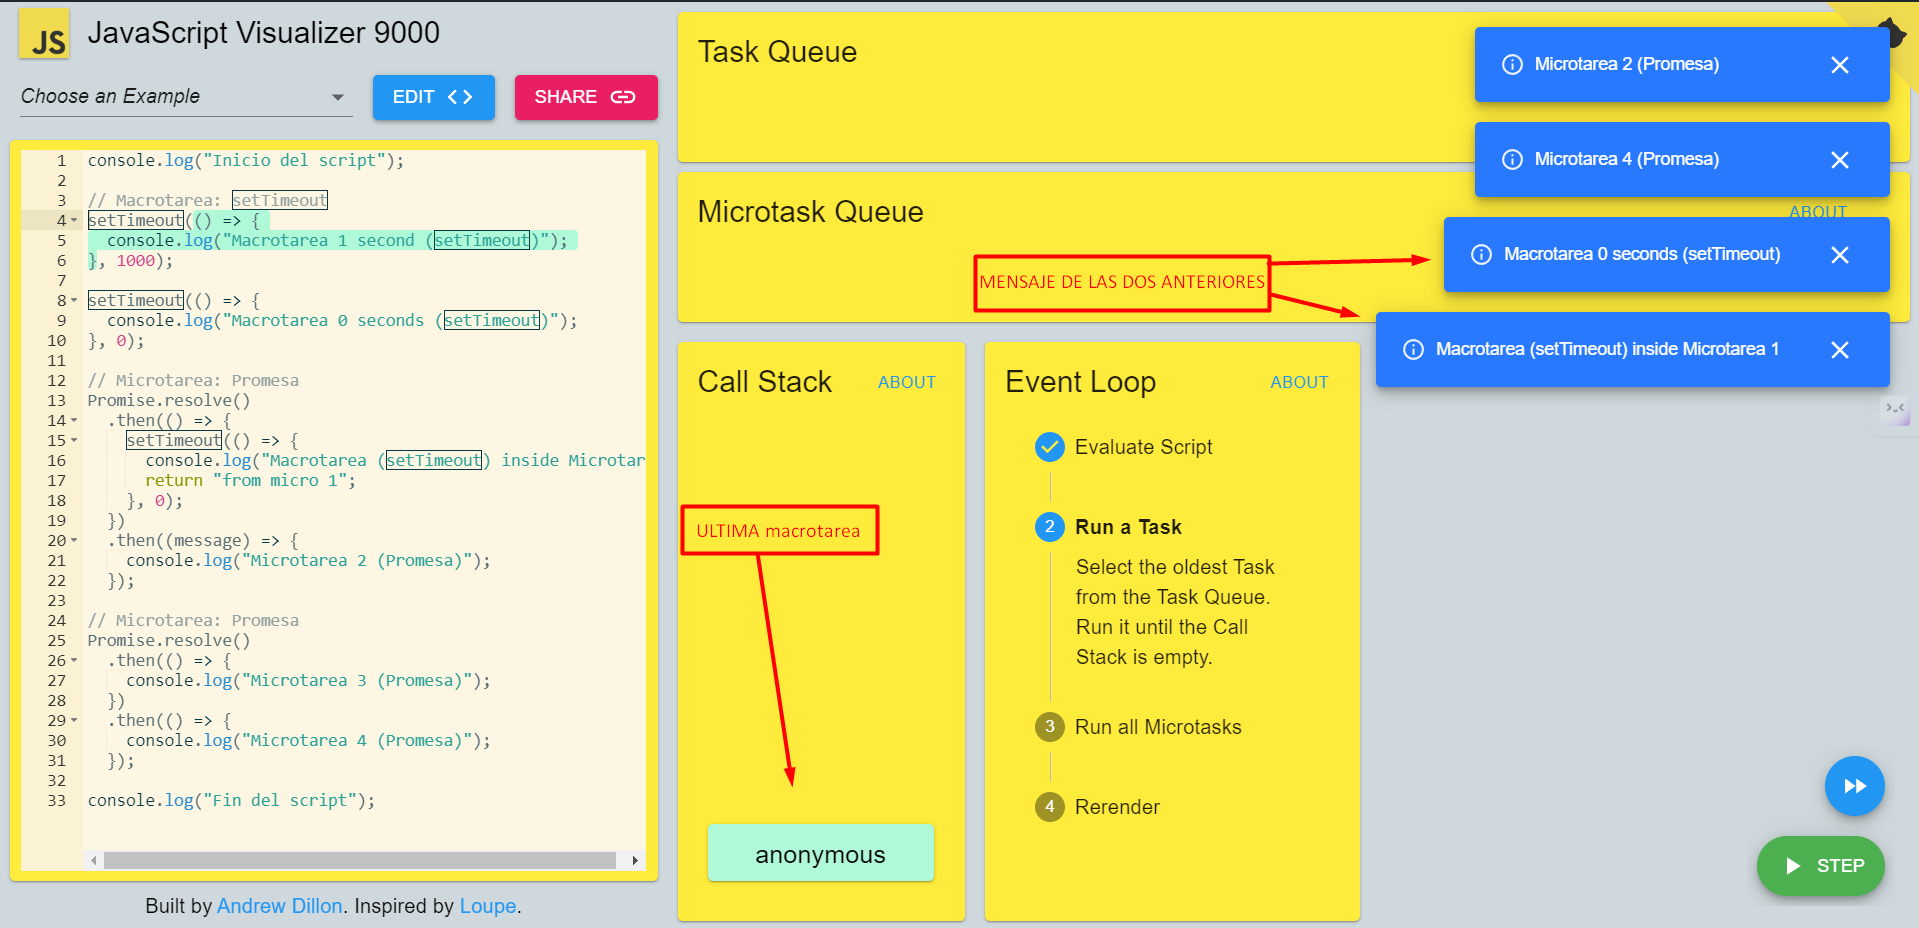 JS
JavaScript Visualizer 9000
Choose an Example
EDIT <>
SHARE
1 console.log("Inicio del script");
2
3 // Macrotarea: setTimeout
4 setTimeout(() => {
5 console.log("Macrotarea 1 second (setTimeout)");
6 }, 1000);
7
8 setTimeout(() => {
9 console.log("Macrotarea 0 seconds (setTimeout)");
10 }, 0);
11
12 // Microtarea: Promesa
13 Promise.resolve()
14 .then(() => {
15 setTimeout(() => {
16 console.log("Macrotarea (setTimeout) inside Microtar
17 return "from micro 1";
18 }, 0);
19 })
20 .then((message) => {
21 console.log("Microtarea 2 (Promesa)");
22 });
23
24 // Microtarea: Promesa
25 Promise.resolve()
26 .then(() => {
27 console.log("Microtarea 3 (Promesa)");
28 })
29 .then(() => {
30 console.log("Microtarea 4 (Promesa)");
31 });
32
33 console.log("Fin del script");
Built by Andrew Dillon. Inspired by Loupe.
Task Queue
Microtask Queue
ABOUT
MENSAJE DE LAS DOS ANTERIORES
Microtarea 2 (Promesa)
Microtarea 4 (Promesa)
Macrotarea 0 seconds (setTimeout)
Macrotarea (setTimeout) inside Microtarea 1
Call Stack
ABOUT
ULTIMA macrotarea
anonymous
Event Loop
ABOUT
Evaluate Script
2 Run a Task
Select the oldest Task
from the Task Queue.
Run it until the Call
Stack is empty.
3 Run all Microtasks
4 Rerender
STEP